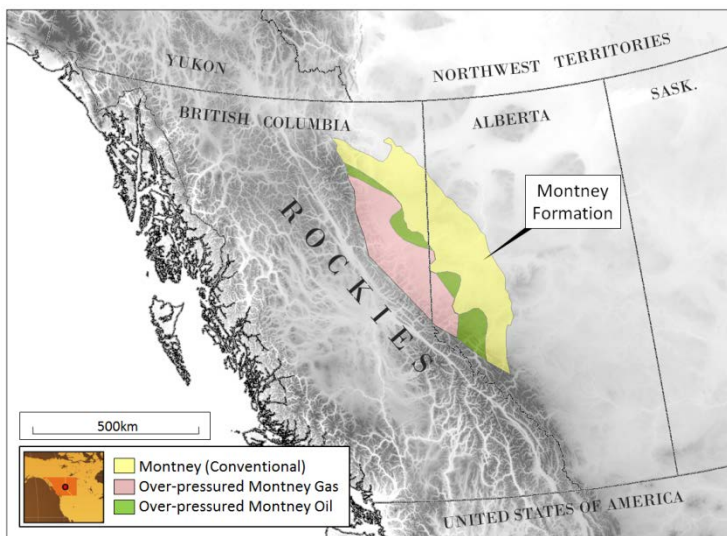 YUKON
NORTHWEST TERRITORIES
BRITISH COLUMBIA
ALBERTA
SASK.
Montney
Formation
ROCKIES
500km
Montney (Conventional)
Over-pressured Montney Gas
Over-pressured Montney Oil
UNITED STATES OF AMERICA